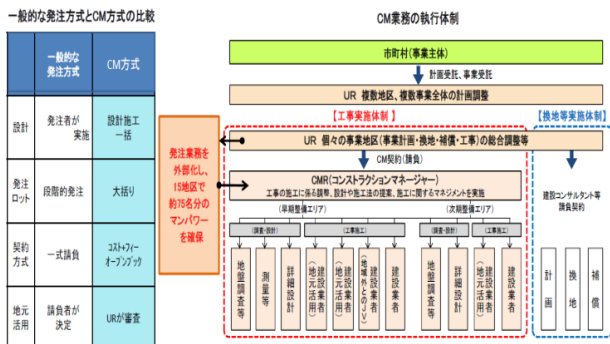 一般的な発注方式とCM方式の比較
一般的な
発注方式
CM方式
設計
発注者が
実施
設計施工
一括
発注
ロット
段階的発注
大括り
契約
方式
一式請負
コスト+フィー
オープンブック
地元
活用
請負者が
決定
URが審査
発注業務を
外部化し、
15地区で
約75名分の
マンパワー
を確保
CM業務の執行体制
市町村(事業主体)
計画受託、事業受託
UR 複数地区、複数事業全体の計画調整
【工事実施体制】
【換地等実施体制】
UR 個々の事業地区(事業計画・換地・補償・工事)の総合調整等
CM契約(請負)
CMR(コンストラクションマネージャー)
工事の施工に係る調整、設計や施工法の提案、施工に関するマネジメントを実施
(早期整備エリア)
(次期整備エリア)
(調査・設計)
(工事施工)
(調査・設計)
(工事施工)
地盤調査等
測量等
詳細設計
建設業者
(地元活用)
建設業者
(地元活用)
建設業者
(地域外とのJV)
建設業者
地盤調査等
詳細設計
建設業者
(地元活用)
建設業者
建設コンサルタント等
請負契約
計画
換地
補償